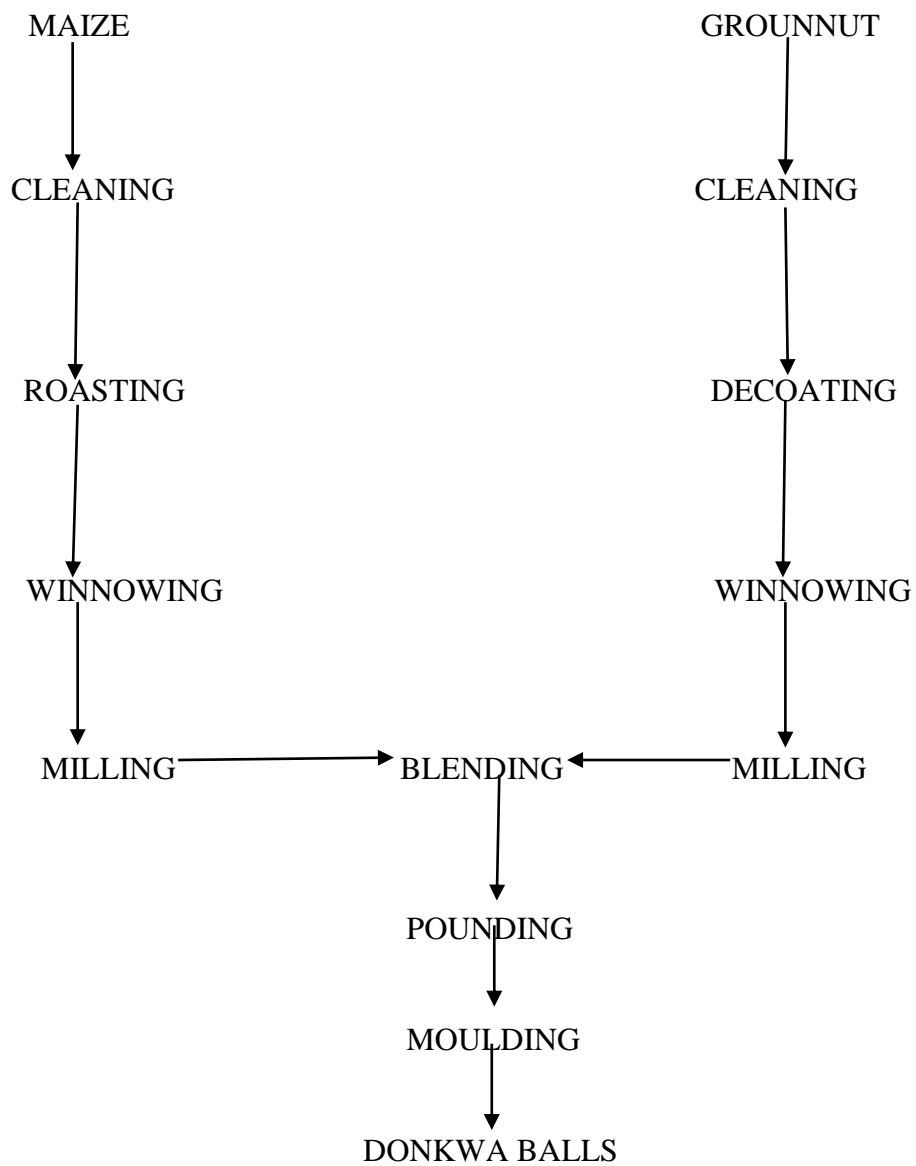 MAIZE GROUNNUT
CLEANING CLEANING
ROASTING DECOATING
WINNOWING WINNOWING
MILLING BLENDING MILLING
POUNDING
MOULDING
DONKWA BALLS